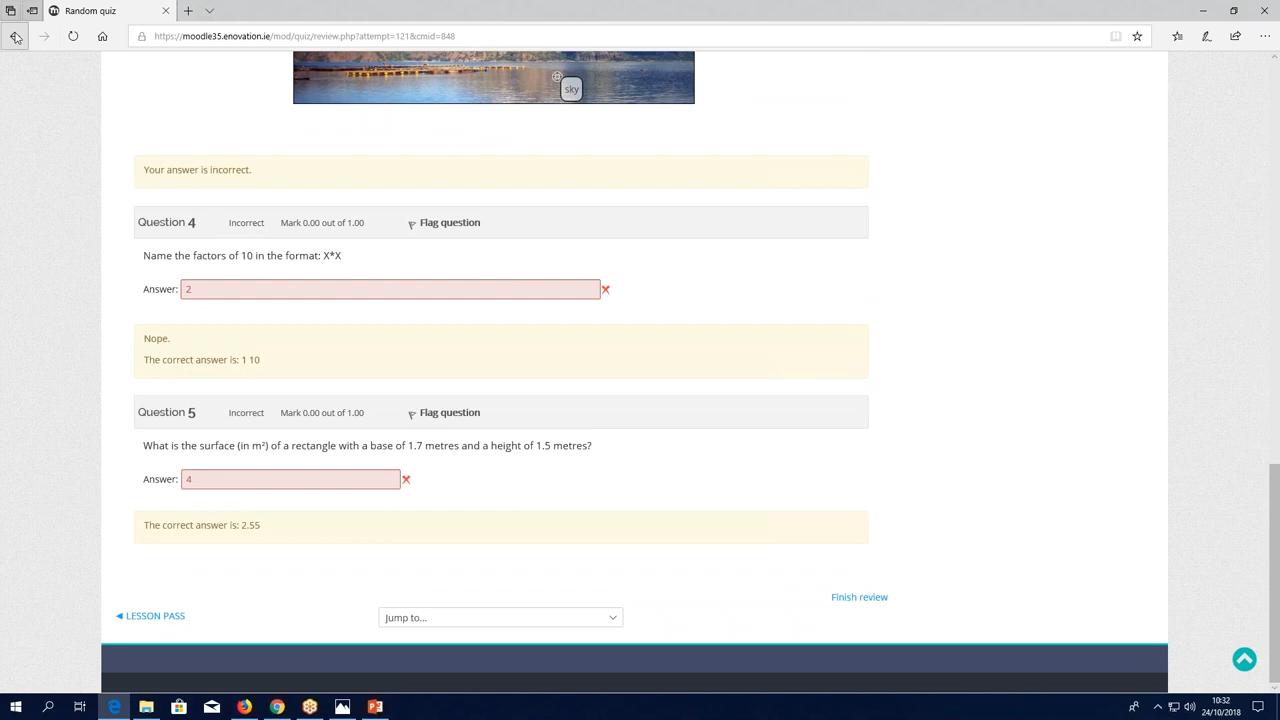 https://moodle35.enovation.ie/mod/quiz/review.php?attempt=121&cmid=848
sky
Your answer is incorrect.
Question 4 Incorrect Mark 0.00 out of 1.00 Flag question
Name the factors of 10 in the format: X*X
Answer: 2
Nope.
The correct answer is: 1 10
Question 5 Incorrect Mark 0.00 out of 1.00 Flag question
What is the surface (in m²) of a rectangle with a base of 1.7 metres and a height of 1.5 metres?
Answer: 4
The correct answer is: 2.55
Finish review
◄ LESSON PASS Jump to...
10:32
24/10/2018